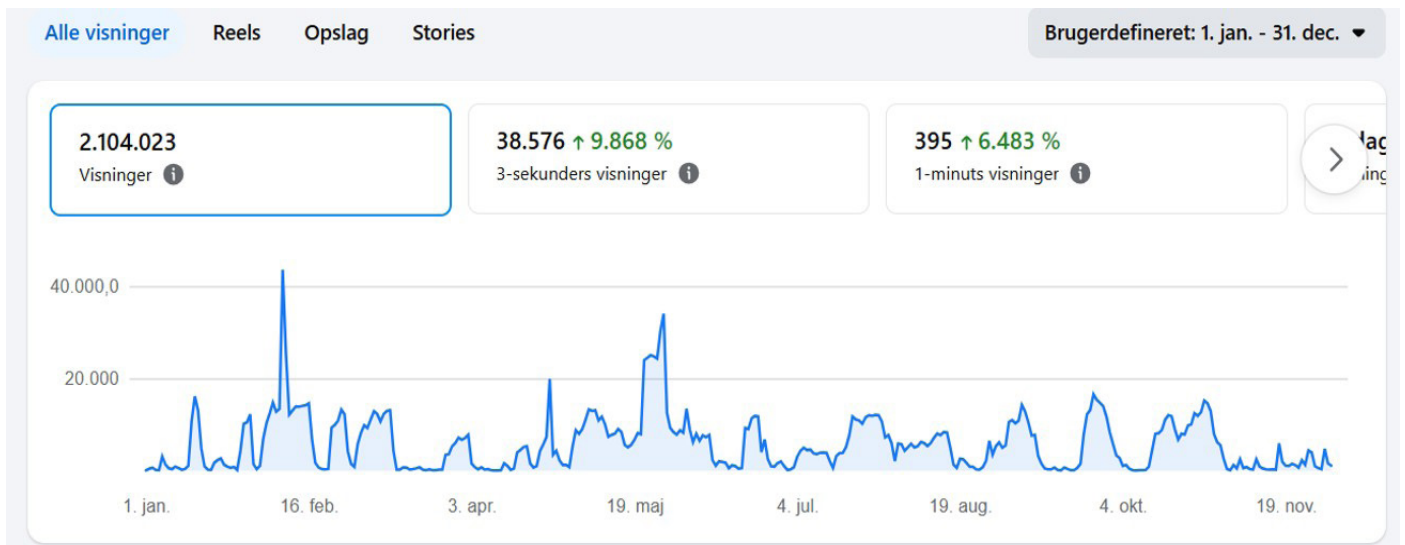 Alle visninger Reels Opslag Stories Brugerdefineret: 1. jan. - 31. dec.
2.104.023 38.576 ↑ 9.868 % 395 ↑ 6.483 %
Visninger 3-sekunders visninger 1-minuts visninger
40.000,0
20.000
1. jan. 16. feb. 3. apr. 19. maj 4. jul. 19. aug. 4. okt. 19. nov.